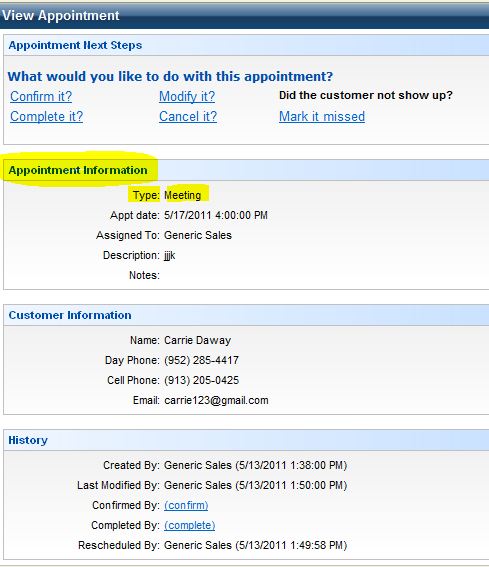 View Appointment
Appointment Next Steps
What would you like to do with this appointment?
Confirm it? Modify it? Did the customer not show up?
Complete it? Cancel it? Mark it missed
Appointment Information
Type: Meeting
Appt date: 5/17/2011 4:00:00 PM
Assigned To: Generic Sales
Description: jjjk
Notes:
Customer Information
Name: Carrie Daway
Day Phone: (952) 285-4417
Cell Phone: (913) 205-0425
Email: carrie123@gmail.com
History
Created By: Generic Sales (5/13/2011 1:38:00 PM)
Last Modified By: Generic Sales (5/13/2011 1:50:00 PM)
Confirmed By: (confirm)
Completed By: (complete)
Rescheduled By: Generic Sales (5/13/2011 1:49:58 PM)